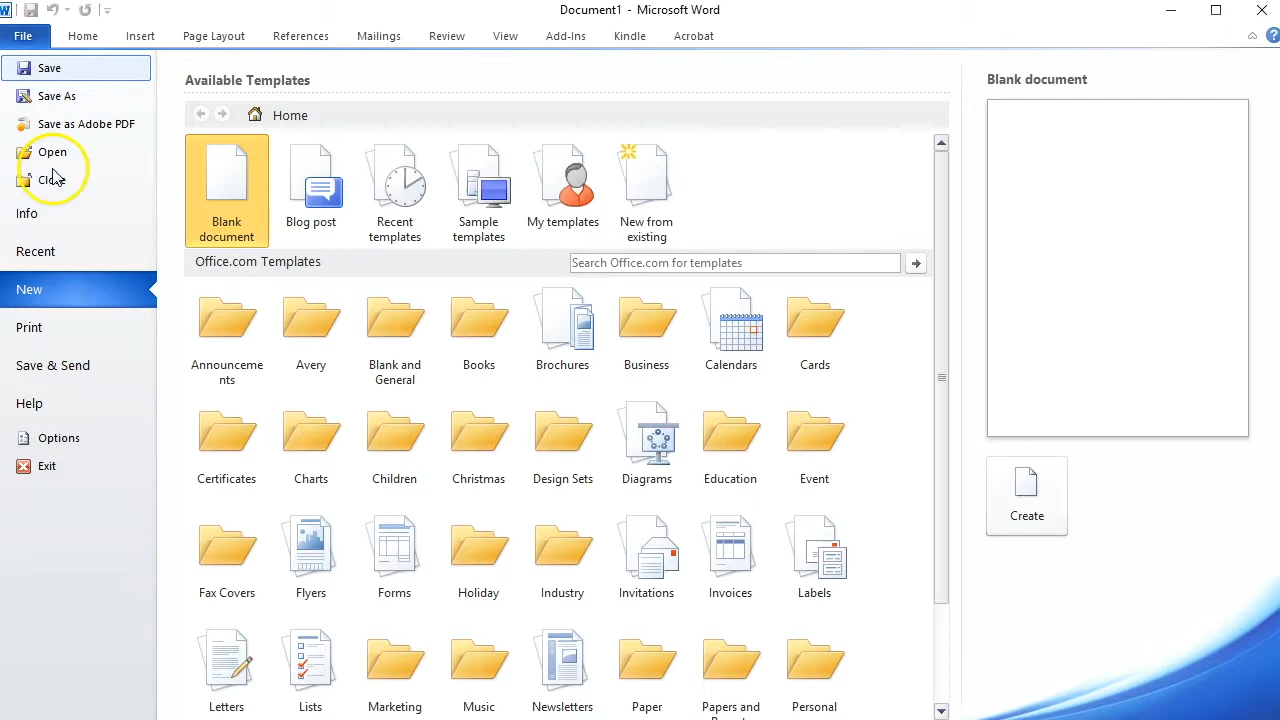 Document1 - Microsoft Word
File Home Insert Page Layout References Mailings Review View Add-Ins Kindle Acrobat
Save
Save As
Save as Adobe PDF
Open
Info
Recent
New
Print
Save & Send
Help
Options
Exit
Available Templates
Home
Blank
document
Blog post
Recent
templates
Sample
templates
My templates
New from
existing
Office.com Templates
Search Office.com for templates
Announceme
nts
Avery
Blank and
General
Books
Brochures
Business
Calendars
Cards
Certificates
Charts
Children
Christmas
Design Sets
Diagrams
Education
Event
Fax Covers
Flyers
Forms
Holiday
Industry
Invitations
Invoices
Labels
Letters
Lists
Marketing
Music
Newsletters
Paper
Papers and
Personal
Blank document
Create